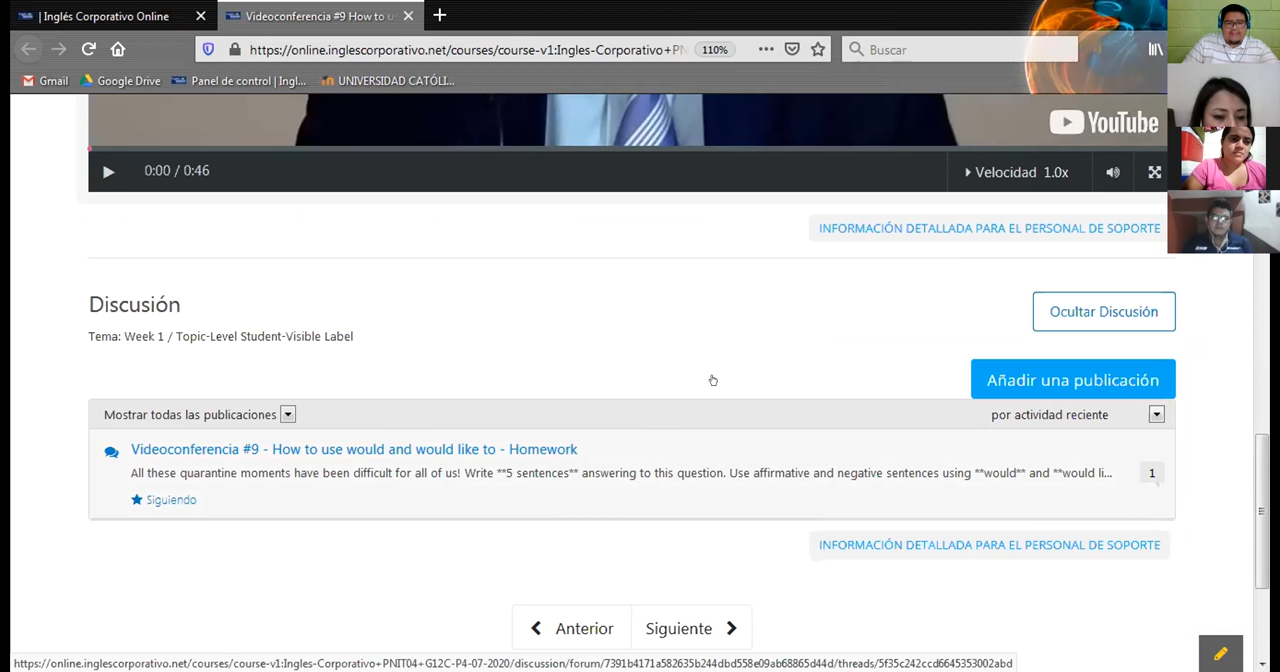 | Inglés Corporativo Online
Videoconferencia #9 How to u
https://online.inglescorporativo.net/courses/course-v1:Ingles-Corporativo+PN
110%
Buscar
Gmail
Google Drive
Panel de control | Ingl...
UNIVERSIDAD CATÓLI...
YouTube
0:00 / 0:46
Velocidad 1.0x
INFORMACIÓN DETALLADA PARA EL PERSONAL DE SOPORTE
Discusión
Ocultar Discusión
Tema: Week 1 / Topic-Level Student-Visible Label
Añadir una publicación
Mostrar todas las publicaciones
por actividad reciente
Videoconferencia #9 - How to use would and would like to - Homework
All these quarantine moments have been difficult for all of us! Write **5 sentences** answering to this question. Use affirmative and negative sentences using **would** and **would li...
1
Siguiendo
INFORMACIÓN DETALLADA PARA EL PERSONAL DE SOPORTE
Anterior
Siguiente
https://online.inglescorporativo.net/courses/course-v1:Ingles-Corporativo+PNIT04+G12C-P4-07-2020/discussion/forum/7391b4171a582635b244dbd558e09ab68865d44d/threads/5f35c242ccd6645353002abd